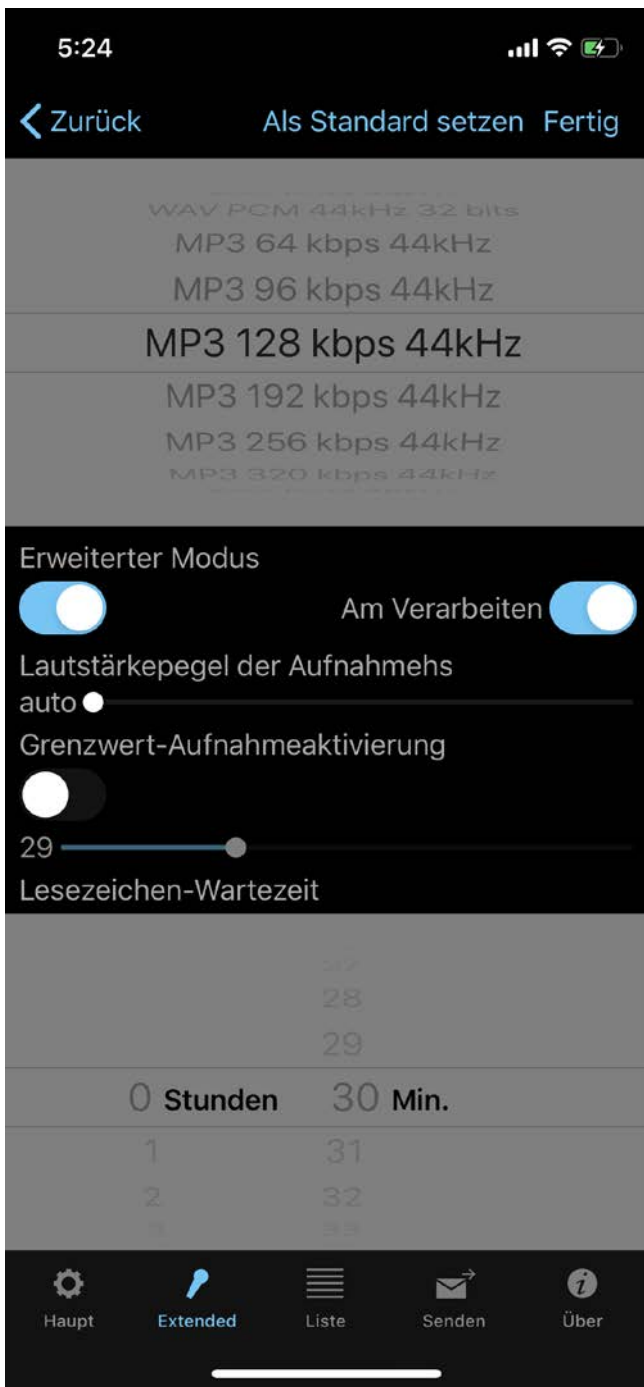 5:24
Zurück Als Standard setzen Fertig
WAV PCM 44kHz 32 bits
MP3 64 kbps 44kHz
MP3 96 kbps 44kHz
MP3 128 kbps 44kHz
MP3 192 kbps 44kHz
MP3 256 kbps 44kHz
MP3 320 kbps 44kHz
Erweiterter Modus
Am Verarbeiten
Lautstärkepegel der Aufnahmehs
auto
Grenzwert-Aufnahmeaktivierung
29
Lesezeichen-Wartezeit
27
28
29
0 Stunden 30 Min.
1 31
2 32
3 33
Haupt Extended Liste Senden Über